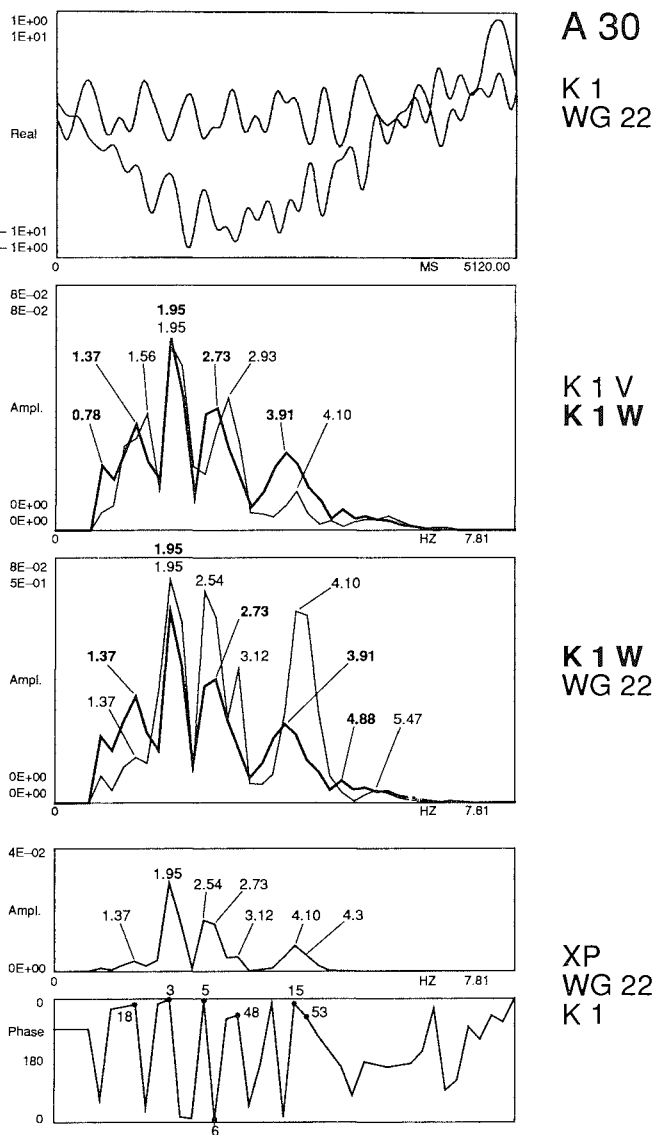 A 30
1E+00
1E+01
K 1
WG 22
Real
– 1E+01
– 1E+00
0
MS 5120.00
8E–02
8E–02
1.95
1.95
1.37
1.56
2.73
2.93
K 1 V
K 1 W
Ampl.
0.78
3.91
4.10
0E+00
0E+00
0
HZ 7.81
8E–02
5E–01
1.95
1.95
2.54
4.10
2.73
1.37
3.12
3.91
K 1 W
WG 22
Ampl.
1.37
4.88
5.47
0E+00
0E+00
0
HZ 7.81
4E–02
1.95
2.54
2.73
Ampl.
1.37
3.12
4.10
4.3
0E+00
0
HZ 7.81
XP
WG 22
K 1
0
3
5
15
18
48
53
Phase
180
0
6